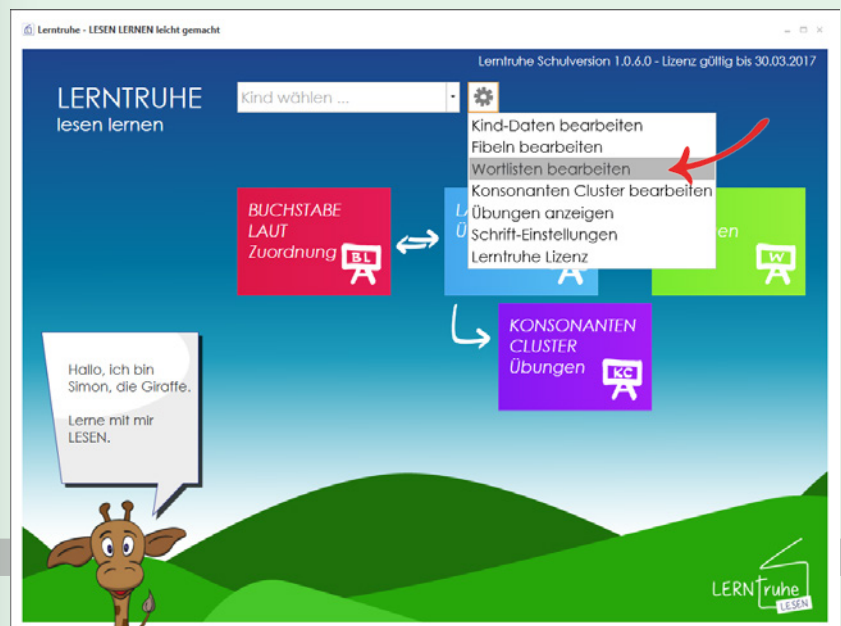 Lerntruhe - LESEN LERNEN leicht gemacht
Lerntruhe Schulversion 1.0.6.0 - Lizenz gültig bis 30.03.2017
LERNTRUHE
lesen lernen
Kind wählen ...
Kind-Daten bearbeiten
Fibeln bearbeiten
Wortlisten bearbeiten
Konsonanten Cluster bearbeiten
Übungen anzeigen
Schrift-Einstellungen
Lerntruhe Lizenz
BUCHSTABE
LAUT
Zuordnung
BL
W
KONSONANTEN
CLUSTER
Übungen
KC
Hallo, ich bin
Simon, die Giraffe.
Lerne mit mir
LESEN.
LERNTruhe
LESEN